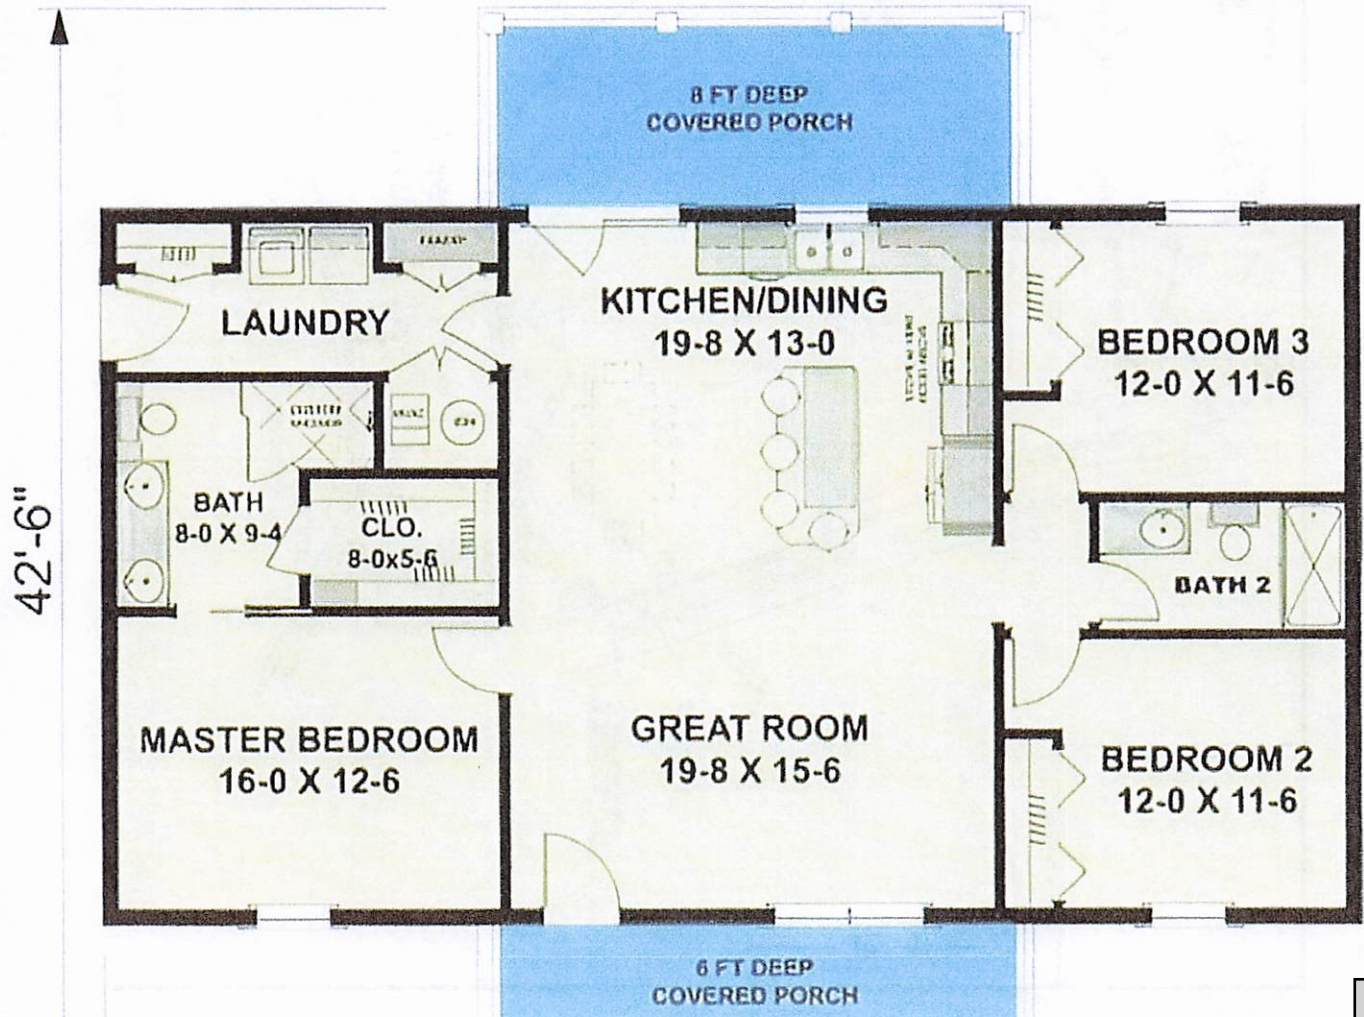 8 FT DEEP
COVERED PORCH
LAUNDRY
KITCHEN/DINING
19-8 X 13-0
BEDROOM 3
12-0 X 11-6
BATH
8-0 X 9-4
CLO.
8-0x5-6
BATH 2
42'-6"
MASTER BEDROOM
16-0 X 12-6
GREAT ROOM
19-8 X 15-6
BEDROOM 2
12-0 X 11-6
6 FT DEEP
COVERED PORCH